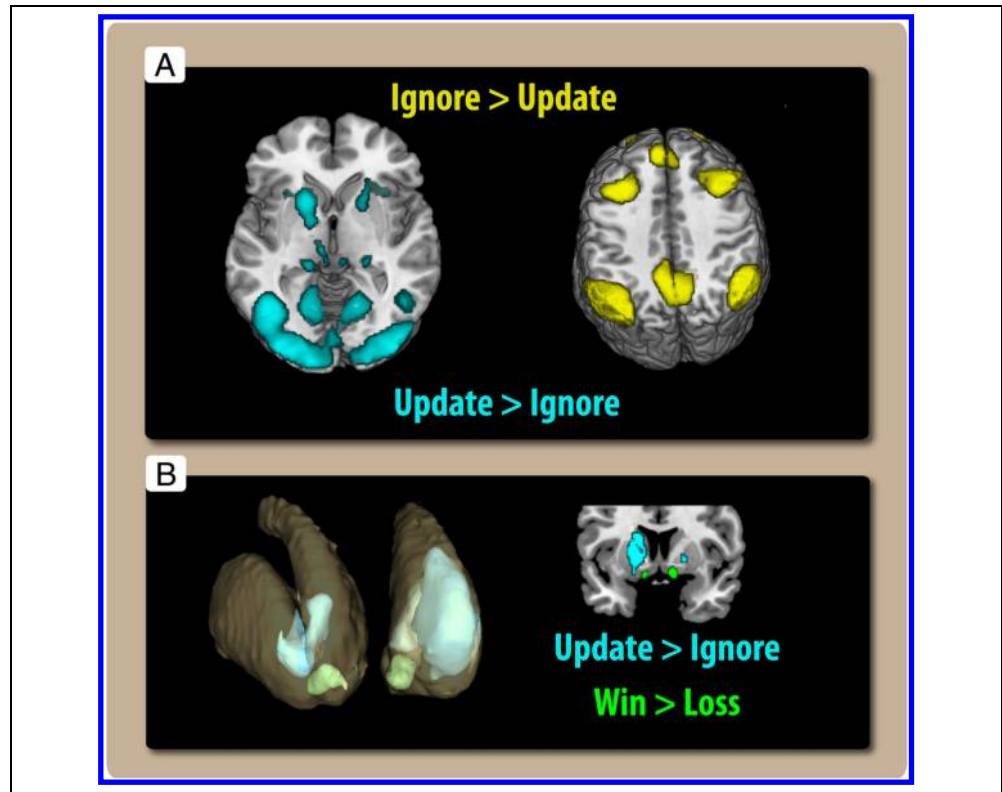 A
Ignore > Update
Update > Ignore
B
Update > Ignore
Win > Loss